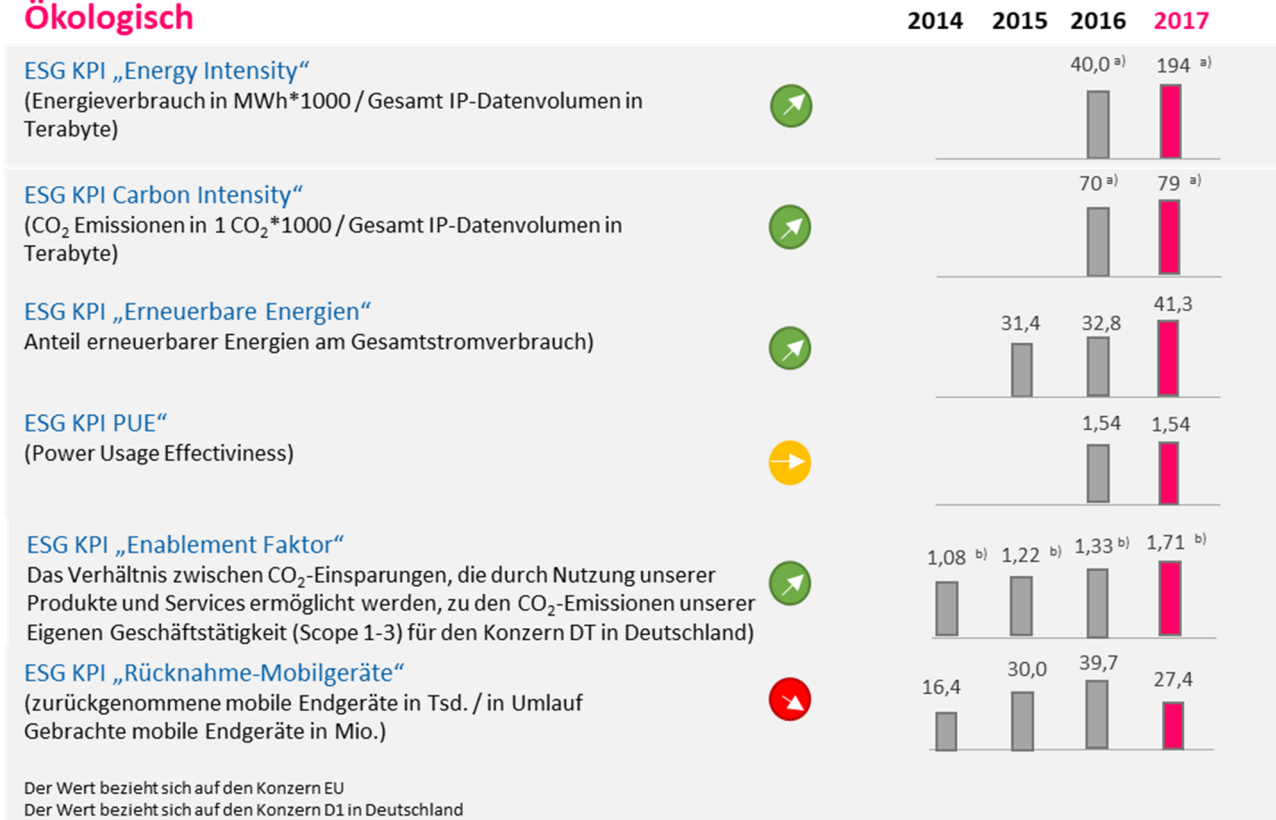 Ökologisch 2014 2015 2016 2017
ESG KPI „Energy Intensity“
(Energieverbrauch in MWh*1000 / Gesamt IP-Datenvolumen in
Terabyte)
40,0 a) 194 a)
ESG KPI Carbon Intensity“
(CO2 Emissionen in 1 CO2*1000 / Gesamt IP-Datenvolumen in
Terabyte)
70 a) 79 a)
ESG KPI „Erneuerbare Energien“
Anteil erneuerbarer Energien am Gesamtstromverbrauch)
31,4 32,8 41,3
ESG KPI PUE“
(Power Usage Effectiviness)
1,54 1,54
ESG KPI „Enablement Faktor“
Das Verhältnis zwischen CO2-Einsparungen, die durch Nutzung unserer
Produkte und Services ermöglicht werden, zu den CO2-Emissionen unserer
Eigenen Geschäftstätigkeit (Scope 1-3) für den Konzern DT in Deutschland)
1,08 b) 1,22 b) 1,33 b) 1,71 b)
ESG KPI „Rücknahme-Mobilgeräte“
(zurückgenommene mobile Endgeräte in Tsd. / in Umlauf
Gebrachte mobile Endgeräte in Mio.)
16,4 30,0 39,7 27,4
Der Wert bezieht sich auf den Konzern EU
Der Wert bezieht sich auf den Konzern D1 in Deutschland